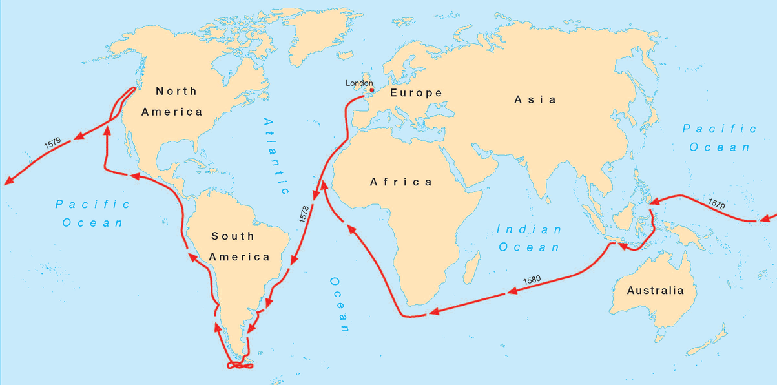 London
North
America
Europe
Asia
Pacific
Ocean
1579
Atlantic
Africa
Pacific
Ocean
1578
1579
South
America
Indian
Ocean
Ocean
1580
Australia